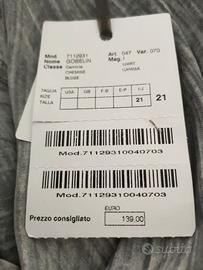 Mod. 7112931 Art. 047 Var. 070
Nome GOBELIN Mag. I
Classe Camicia SHIRT
CHEMISE CAMISA
BLUSE
TAGLIA USA GB F-B E-P I-J
SIZE
TALLA 21 21
Mod.71129310040703
Mod.71129310040703
Prezzo consigliato EURO
139.00
subito